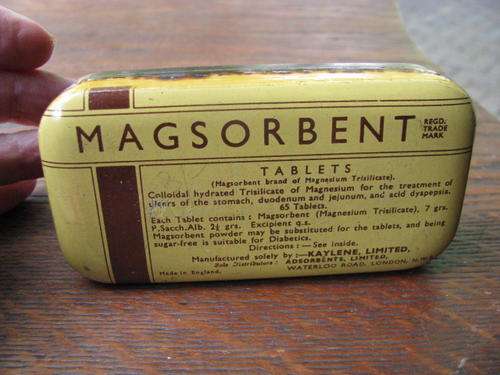 MAGSORBENT REGD. TRADE MARK
TABLETS
(Magsorbent brand of Magnesium Trisilicate).
Colloidal hydrated Trisilicate of Magnesium for the treatment of
ulcers of the stomach, duodenum and jejunum, and acid dyspepsia.
65 Tablets.
Each Tablet contains : Magsorbent (Magnesium Trisilicate), 7 grs.
P.Sacch.Alb. 2½ grs. Excipient q.s.
Magsorbent powder may be substituted for the tablets, and being
sugar-free is suitable for Diabetics.
Directions : — See Inside.
Manufactured solely by :—KAYLENE, LIMITED,
Sole Distributors : ADSORBENTS, LIMITED,
WATERLOO ROAD, LONDON, N.W.
Made in England.